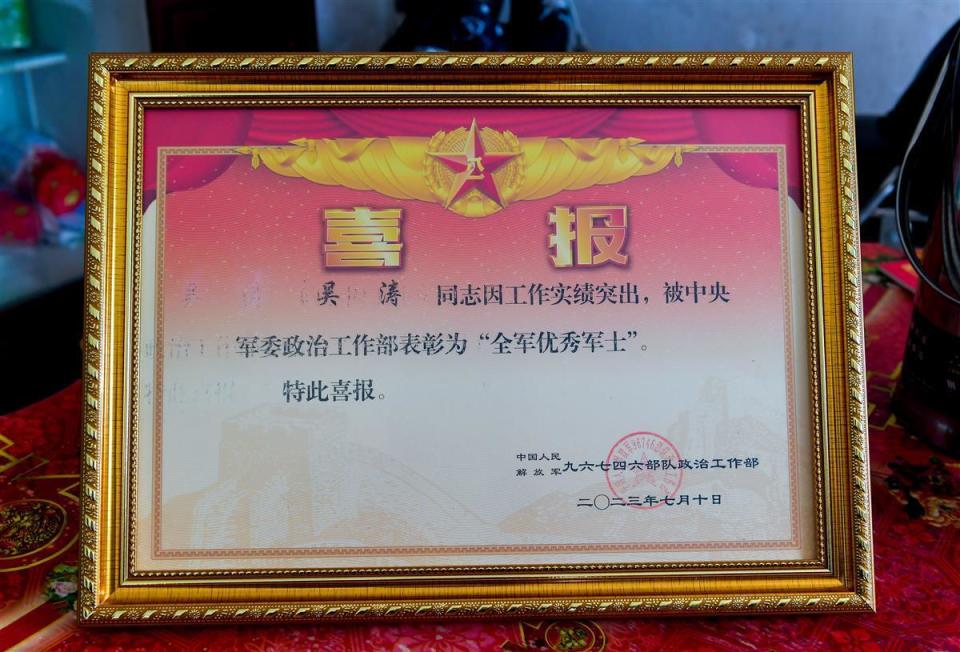 喜报
吴 涛 同志因工作实绩突出，被中央
军委政治工作部表彰为“全军优秀军士”。
特此喜报。
中国人民
解放军 九六七四六部队政治工作部
二〇二三年七月十日